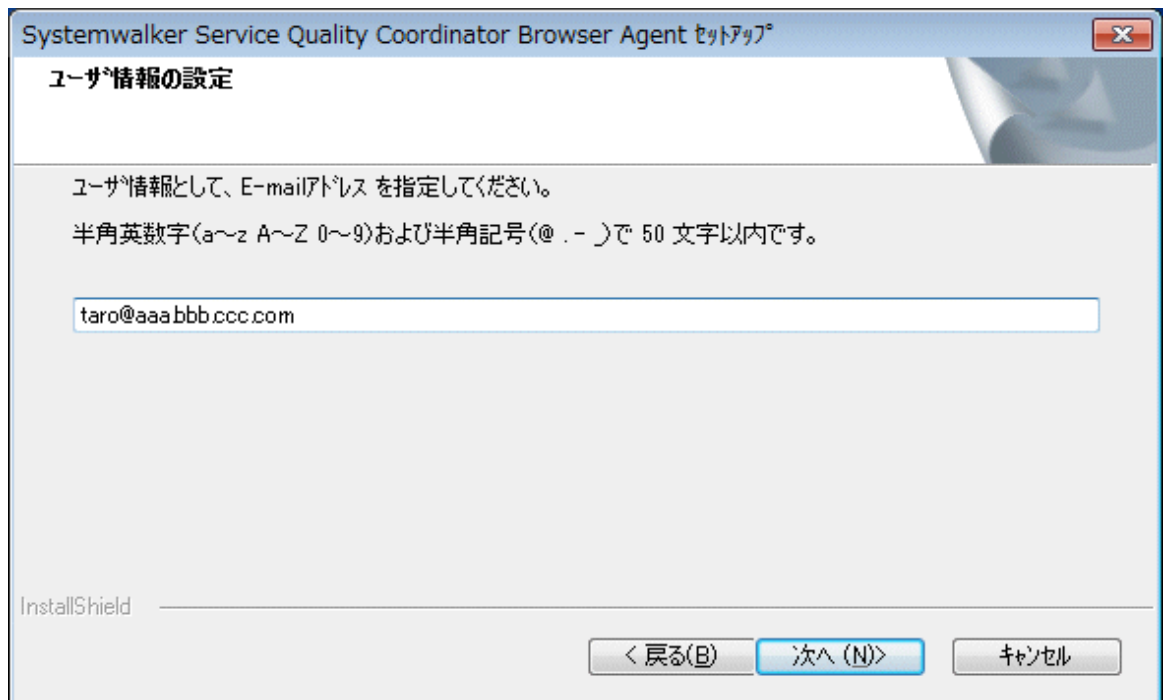 Systemwalker Service Quality Coordinator Browser Agent ｾｯﾄｱｯﾌﾟ
ﾕｰｻﾞ情報の設定
ﾕｰｻﾞ情報として、E-mailｱﾄﾞﾚｽ を指定してください。
半角英数字(a～z A～Z 0～9)および半角記号(@ . - _)で 50 文字以内です。
taro@aaa.bbb.ccc.com
InstallShield
< 戻る(B)
次へ (N)>
ｷｬﾝｾﾙ